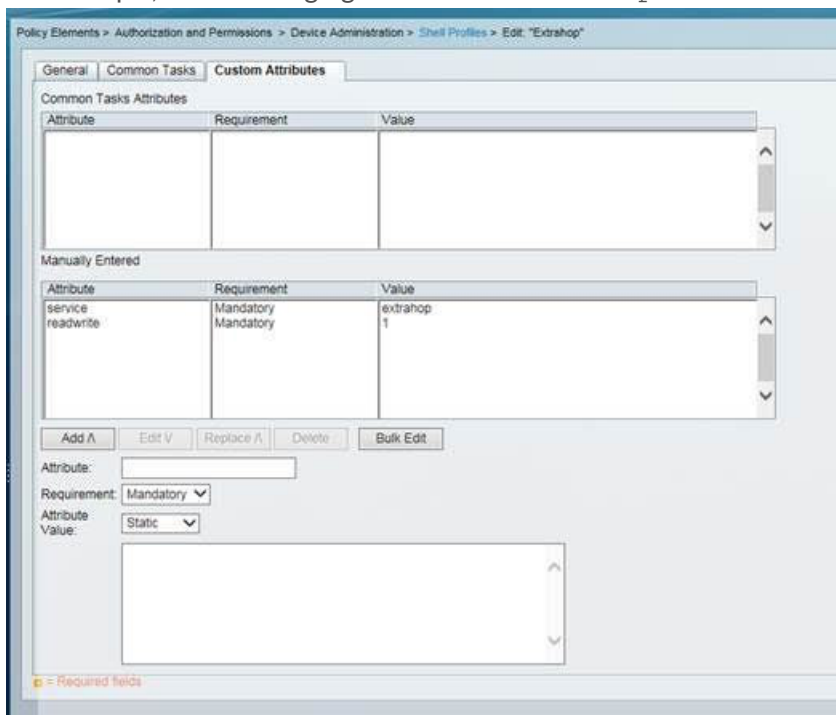 Policy Elements > Authorization and Permissions > Device Administration > Shell Profiles > Edit: "Extrahop"
General Common Tasks Custom Attributes
Common Tasks Attributes
Attribute Requirement Value
Manually Entered
Attribute Requirement Value
service Mandatory extrahop
readwrite Mandatory 1
Add /\ Edit V Replace /\ Delete Bulk Edit
Attribute:
Requirement: Mandatory
Attribute Value: Static
= Required fields